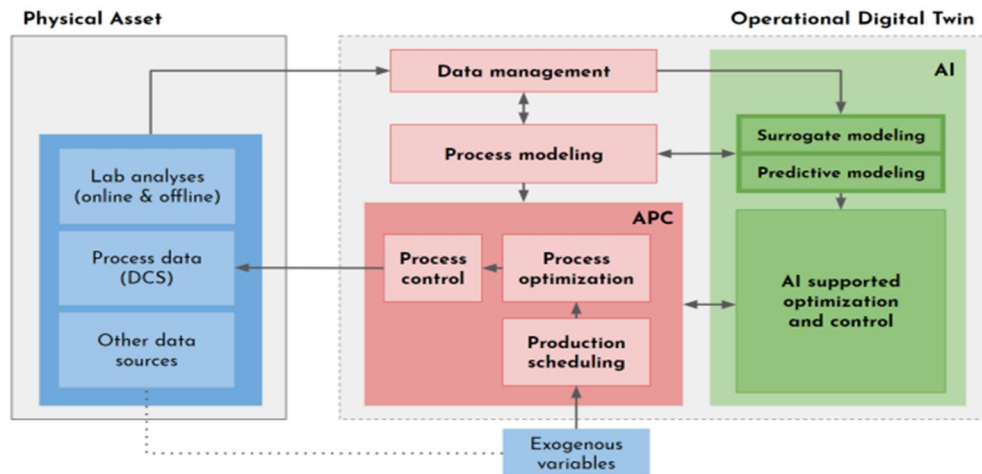 Physical Asset
Operational Digital Twin
Data management
AI
Surrogate modeling
Process modeling
Predictive modeling
Lab analyses
(online & offline)
APC
Process data
(DCS)
Process
control
Process
optimization
AI supported
optimization
and control
Other data
sources
Production
scheduling
Exogenous
variables